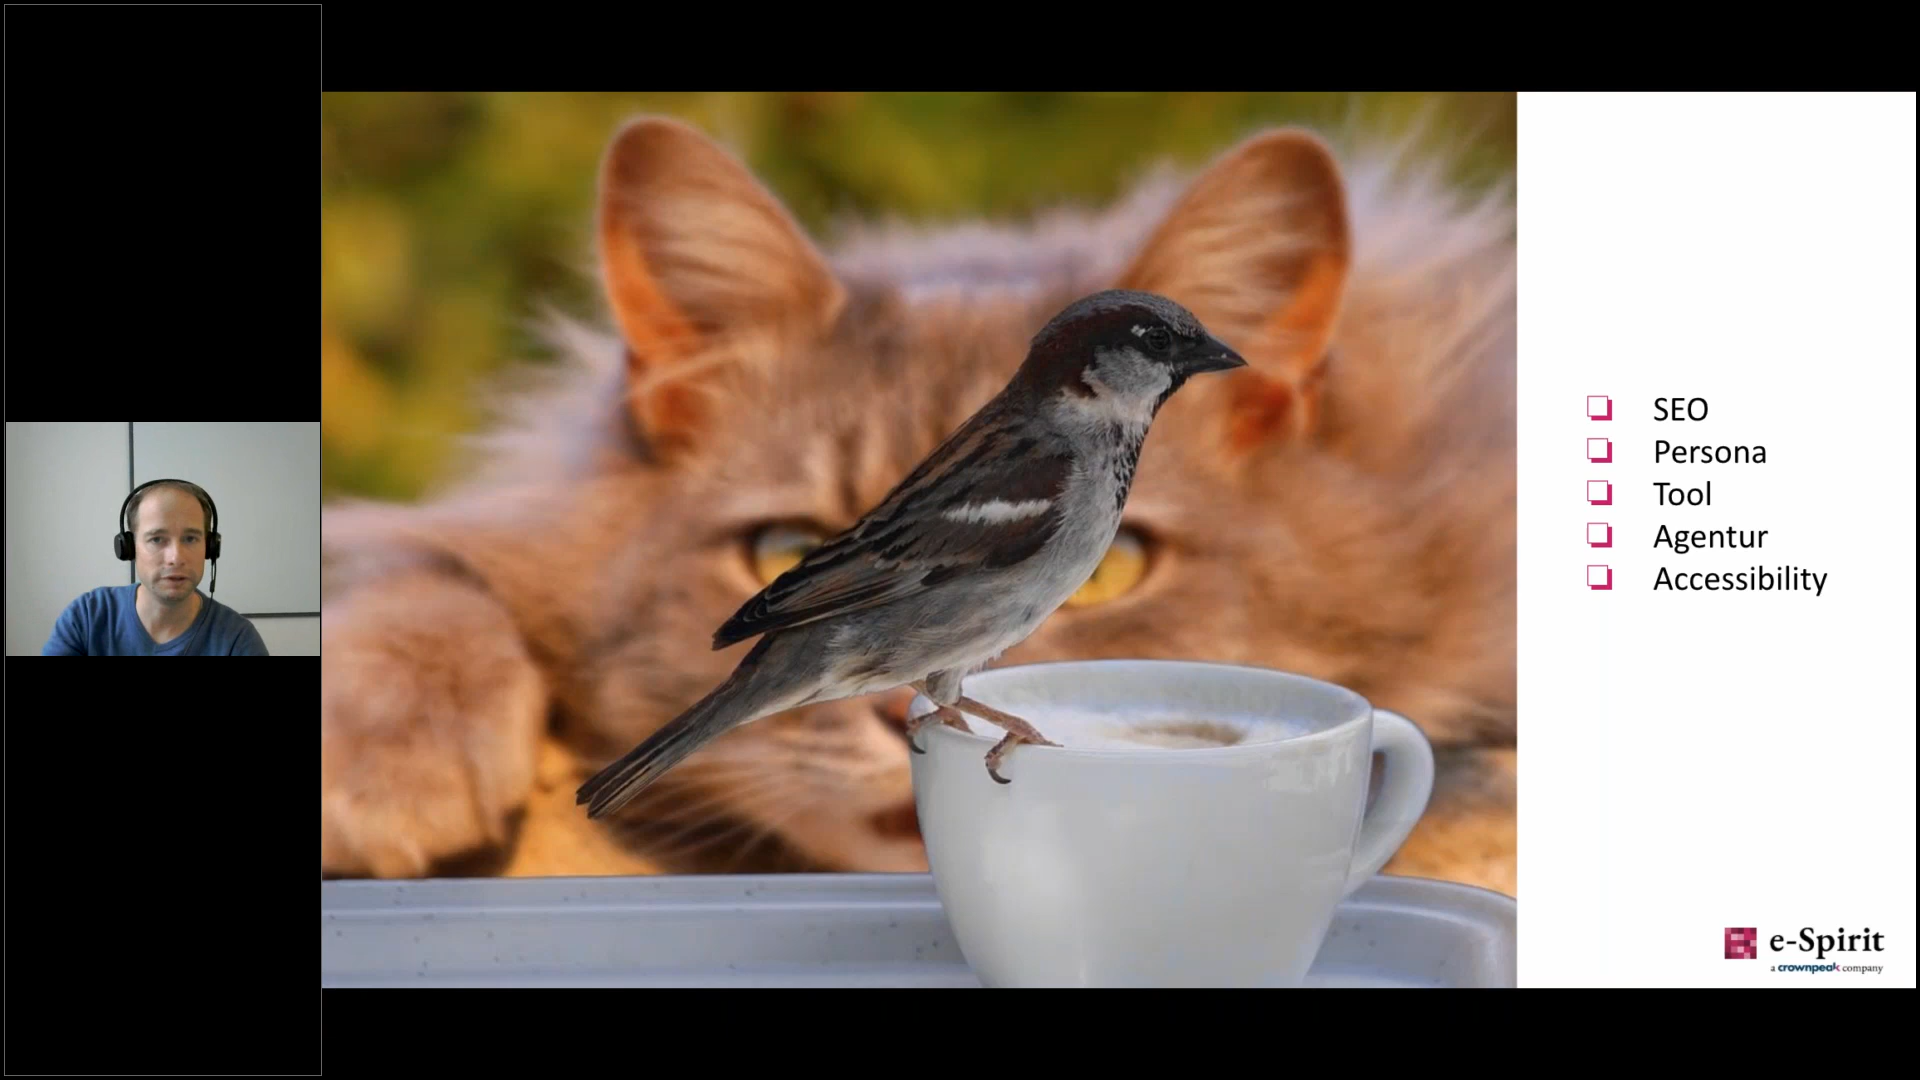 SEO
Persona
Tool
Agentur
Accessibility
e-Spirit
a crownpeak company